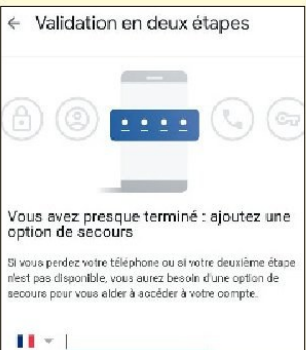 ← Validation en deux étapes
Vous avez presque terminé : ajoutez une
option de secours
Si vous perdez votre téléphone ou si votre deuxième étape
n'est pas disponible, vous aurez besoin d'une option de
secours pour vous aider à accéder à votre compte.